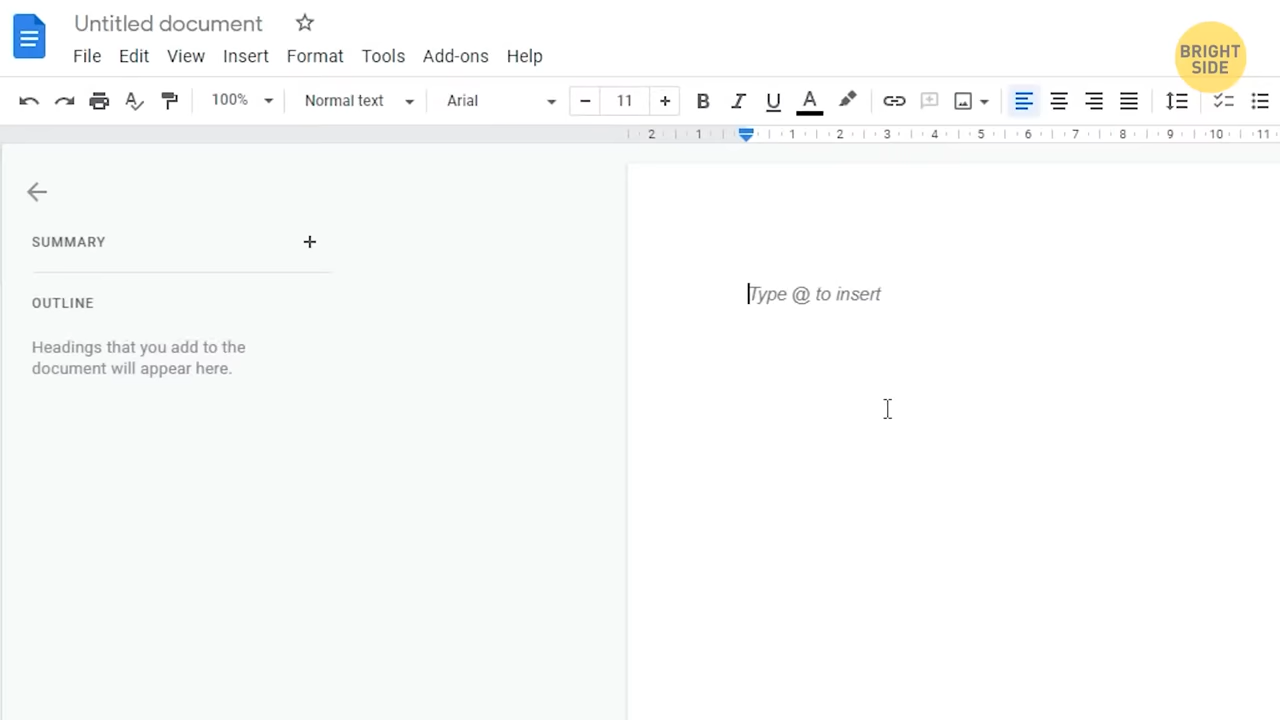 Untitled document
BRIGHT
SIDE
File Edit View Insert Format Tools Add-ons Help
100% Normal text Arial 11 B I U A
2 1 1 2 3 4 5 6 7 8 9 10 11
SUMMARY
OUTLINE
Headings that you add to the
document will appear here.
Type @ to insert